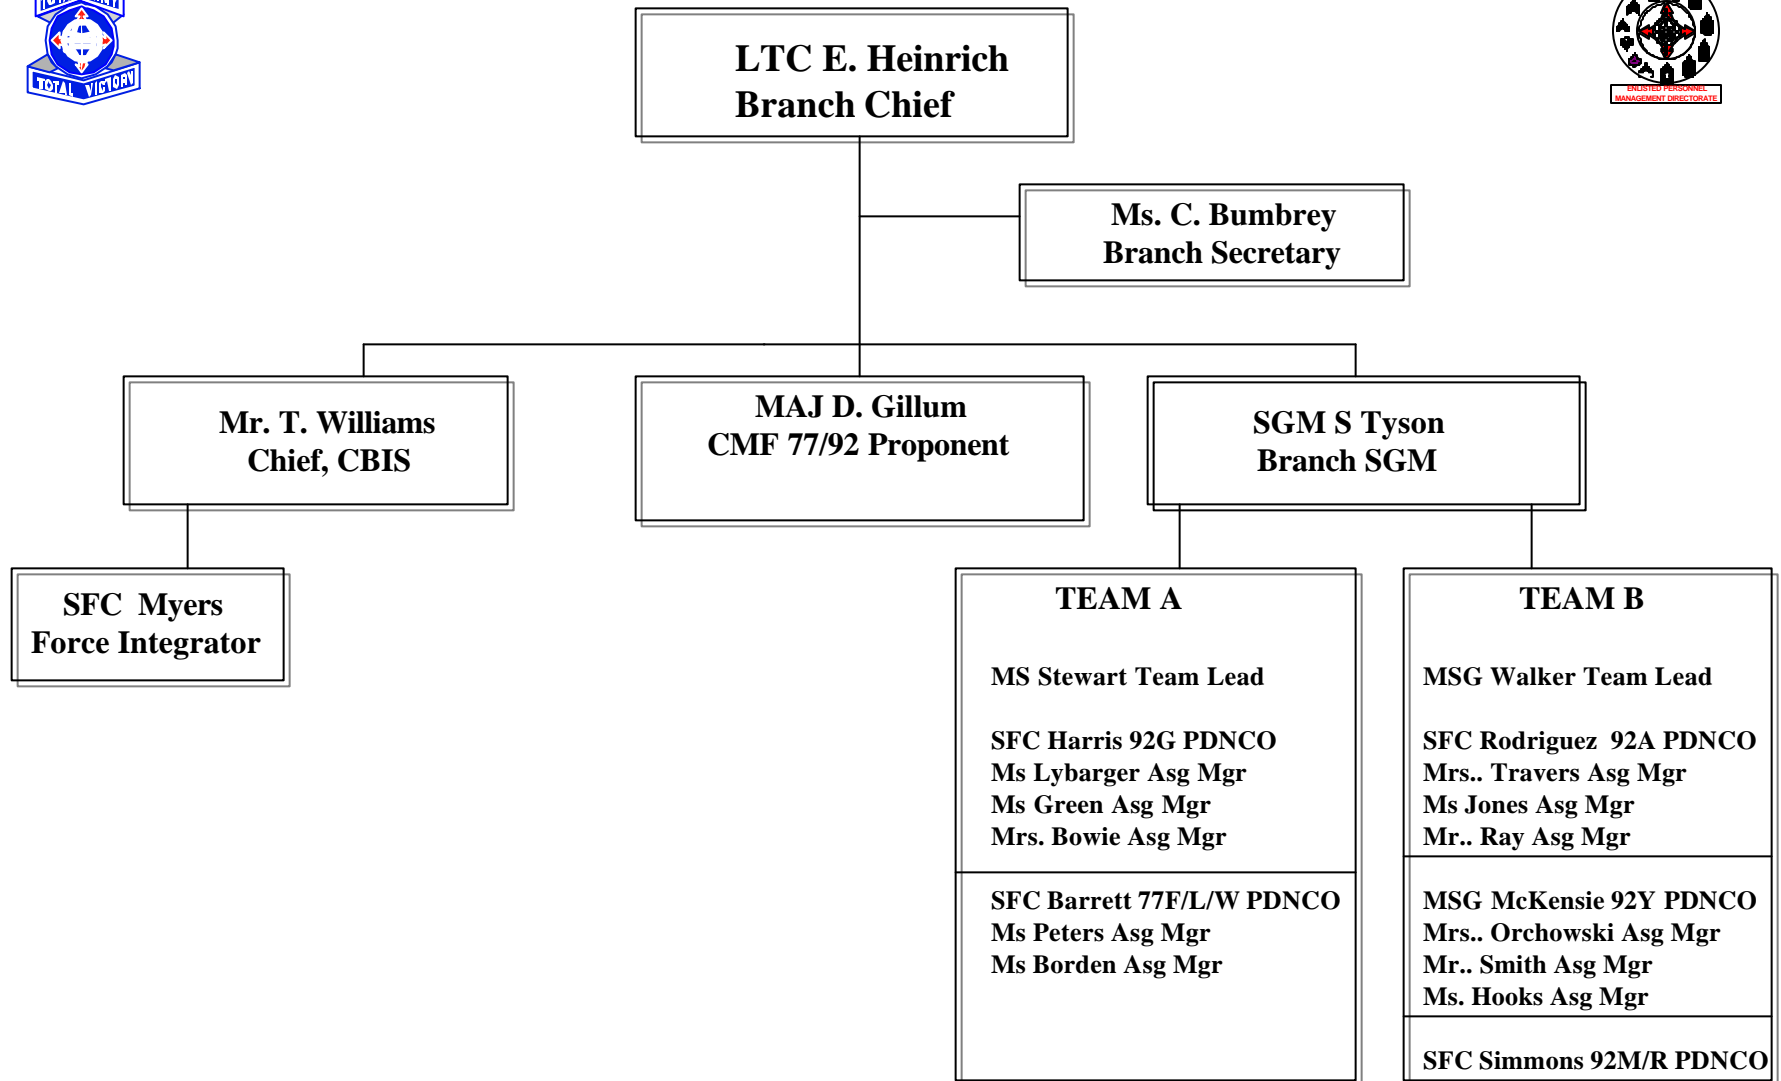 TOTAL VICTORY
ENLISTED PERSONNEL
MANAGEMENT DIRECTORATE
LTC E. Heinrich
Branch Chief
Ms. C. Bumbrey
Branch Secretary
Mr. T. Williams
Chief, CBIS
MAJ D. Gillum
CMF 77/92 Proponent
SGM S Tyson
Branch SGM
SFC  Myers
Force Integrator
TEAM A
MS Stewart Team Lead
SFC Harris 92G PDNCO
Ms Lybarger Asg Mgr
Ms Green Asg Mgr
Mrs. Bowie Asg Mgr
SFC Barrett 77F/L/W PDNCO
Ms Peters Asg Mgr
Ms Borden Asg Mgr
TEAM B
MSG Walker Team Lead
SFC Rodriguez  92A PDNCO
Mrs.. Travers Asg Mgr
Ms Jones Asg Mgr
Mr.. Ray Asg Mgr
MSG McKensie 92Y PDNCO
Mrs.. Orchowski Asg Mgr
Mr.. Smith Asg Mgr
Ms. Hooks Asg Mgr
SFC Simmons 92M/R PDNCO